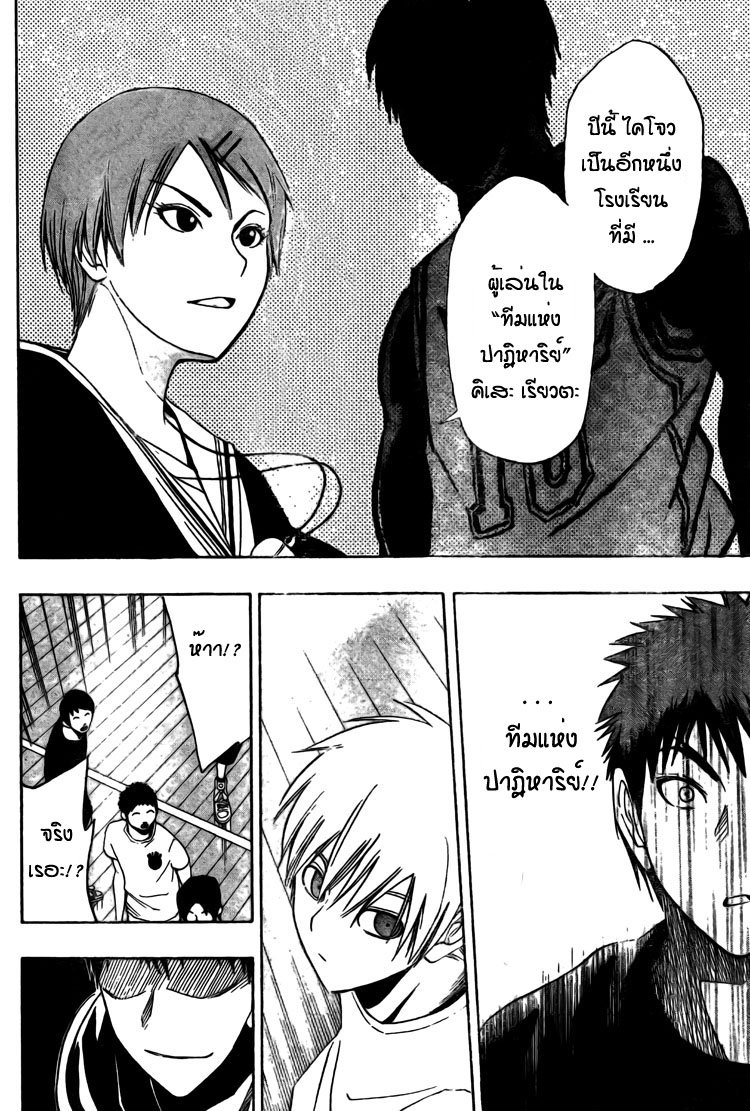 ปีนี้ ไคโจว
เป็นอีกหนึ่ง
โรงเรียน
ที่มี ...
ผู้เล่นใน
“ทีมแห่ง
ปาฏิหาริย์”
คิเสะ เรียวตะ
10
...
ทีมแห่ง
ปาฏิหาริย์!!
ห๊าา!?
จริง
เรอะ!?